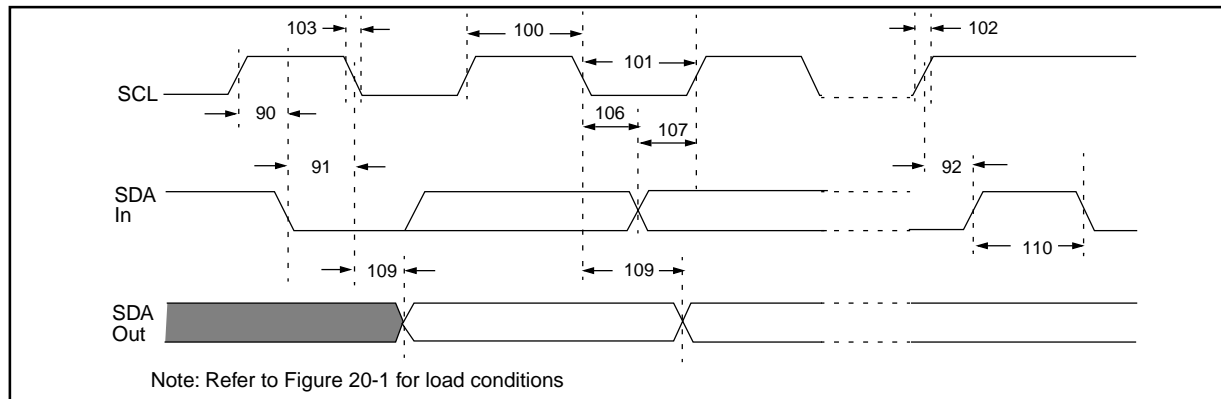 103
100
101
102
SCL
90
106
107
91
92
SDA
In
109
109
110
SDA
Out
Note: Refer to Figure 20-1 for load conditions